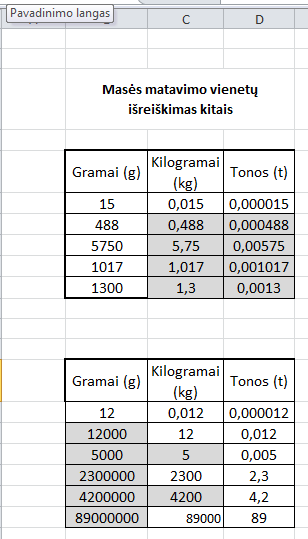 Pavadinimo langas
C D
Masės matavimo vienetų
išreiškimas kitais
Gramai (g) Kilogramai (kg) Tonos (t)
15 0,015 0,000015
488 0,488 0,000488
5750 5,75 0,00575
1017 1,017 0,001017
1300 1,3 0,0013
Gramai (g) Kilogramai (kg) Tonos (t)
12 0,012 0,000012
12000 12 0,012
5000 5 0,005
2300000 2300 2,3
4200000 4200 4,2
89000000 89000 89